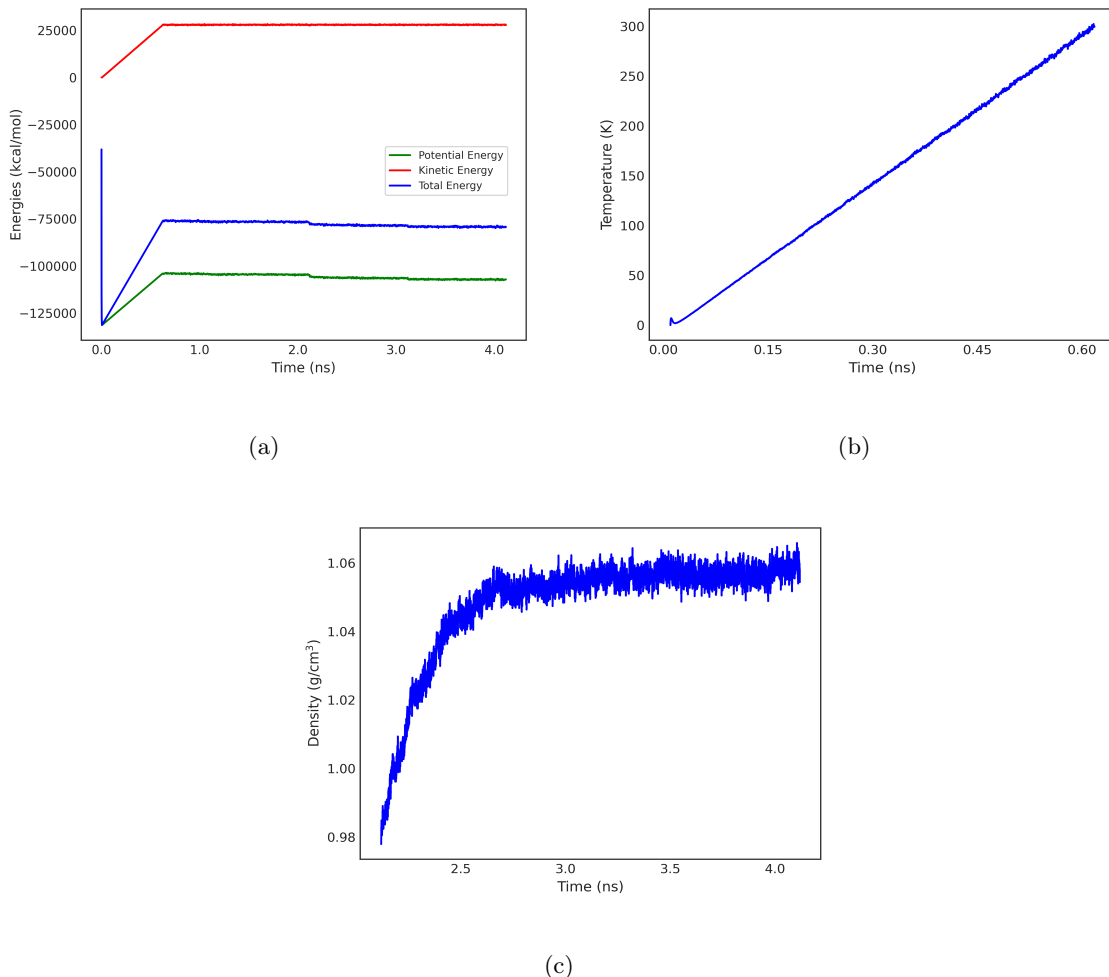 25000
0
−25000
−50000
−75000
−100000
−125000
Energies (kcal/mol)
Potential Energy
Kinetic Energy
Total Energy
0.0 1.0 2.0 3.0 4.0
Time (ns)
(a)
300
250
200
150
100
50
0
Temperature (K)
0.00 0.15 0.30 0.45 0.60
Time (ns)
(b)
1.06
1.04
1.02
1.00
0.98
Density (g/cm³)
2.5 3.0 3.5 4.0
Time (ns)
(c)